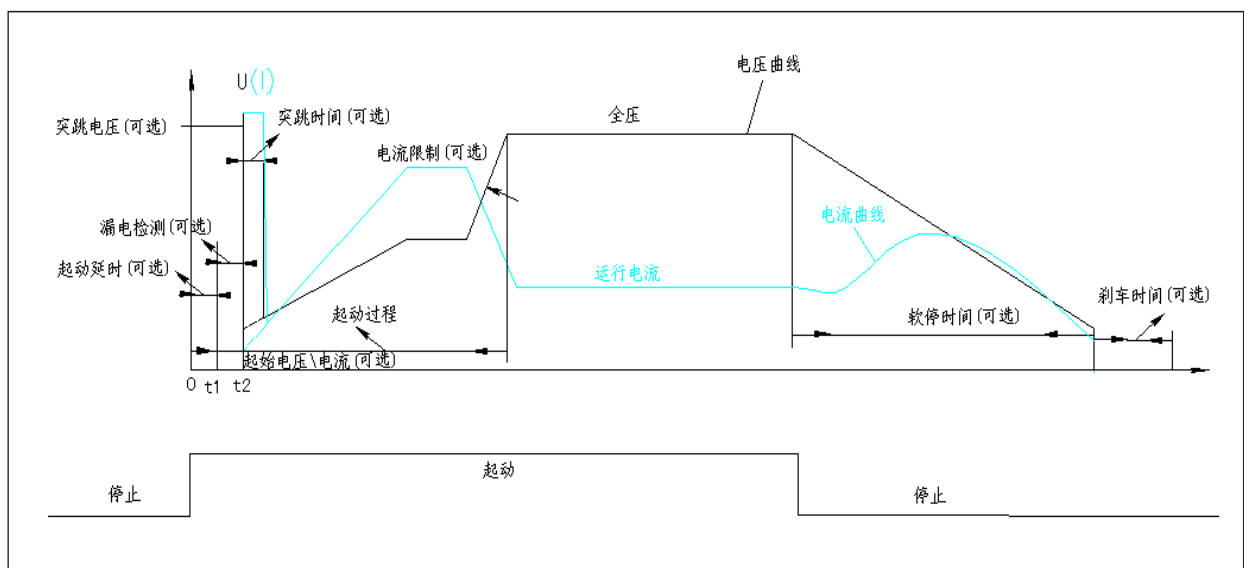 电压曲线
U(I)
全压
突跳时间(可选)
突跳电压(可选)
电流限制(可选)
漏电检测(可选)
电流曲线
起动延时(可选)
运行电流
刹车时间(可选)
起动过程
软停时间(可选)
起始电压\电流(可选)
0 t1 t2
起动
停止
停止